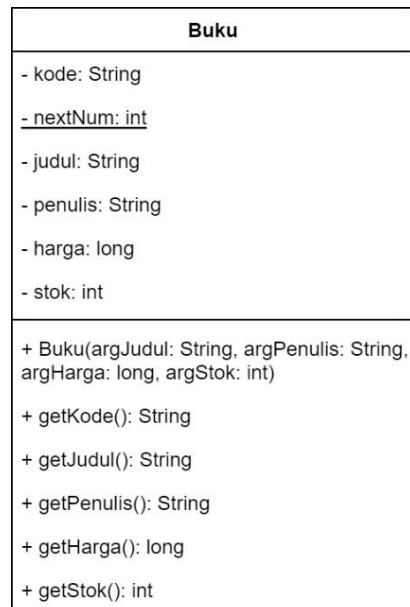 Buku
- kode: String
- nextNum: int
- judul: String
- penulis: String
- harga: long
- stok: int
+ Buku(argJudul: String, argPenulis: String,
argHarga: long, argStok: int)
+ getKode(): String
+ getJudul(): String
+ getPenulis(): String
+ getHarga(): long
+ getStok(): int